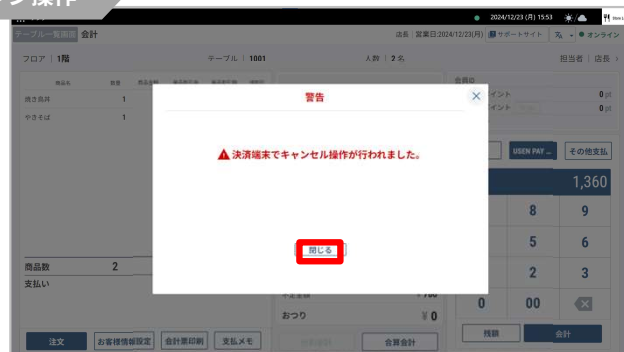 ン操作
2024/12/23 (月) 15:53
テーブル一覧画面 会計
店長 | 営業日:2024/12/23(月) サポートサイト オンライン
フロア | 1階 テーブル | 1001 人数 | 2 名 担当者 | 店長
商品名 数量
焼き鳥丼 1
やきそば 1
会員ID
イント 0 pt
イント 0 pt
警告
決済端末でキャンセル操作が行われました。
閉じる
USEN PAY ... その他支払
1,360
8 9
5 6
2 3
0 00
商品数 2
支払い
不足金額 ¥ 760
おつり ¥ 0
注文 お客様情報設定 会計票印刷 支払メモ 合算会計 残額 会計